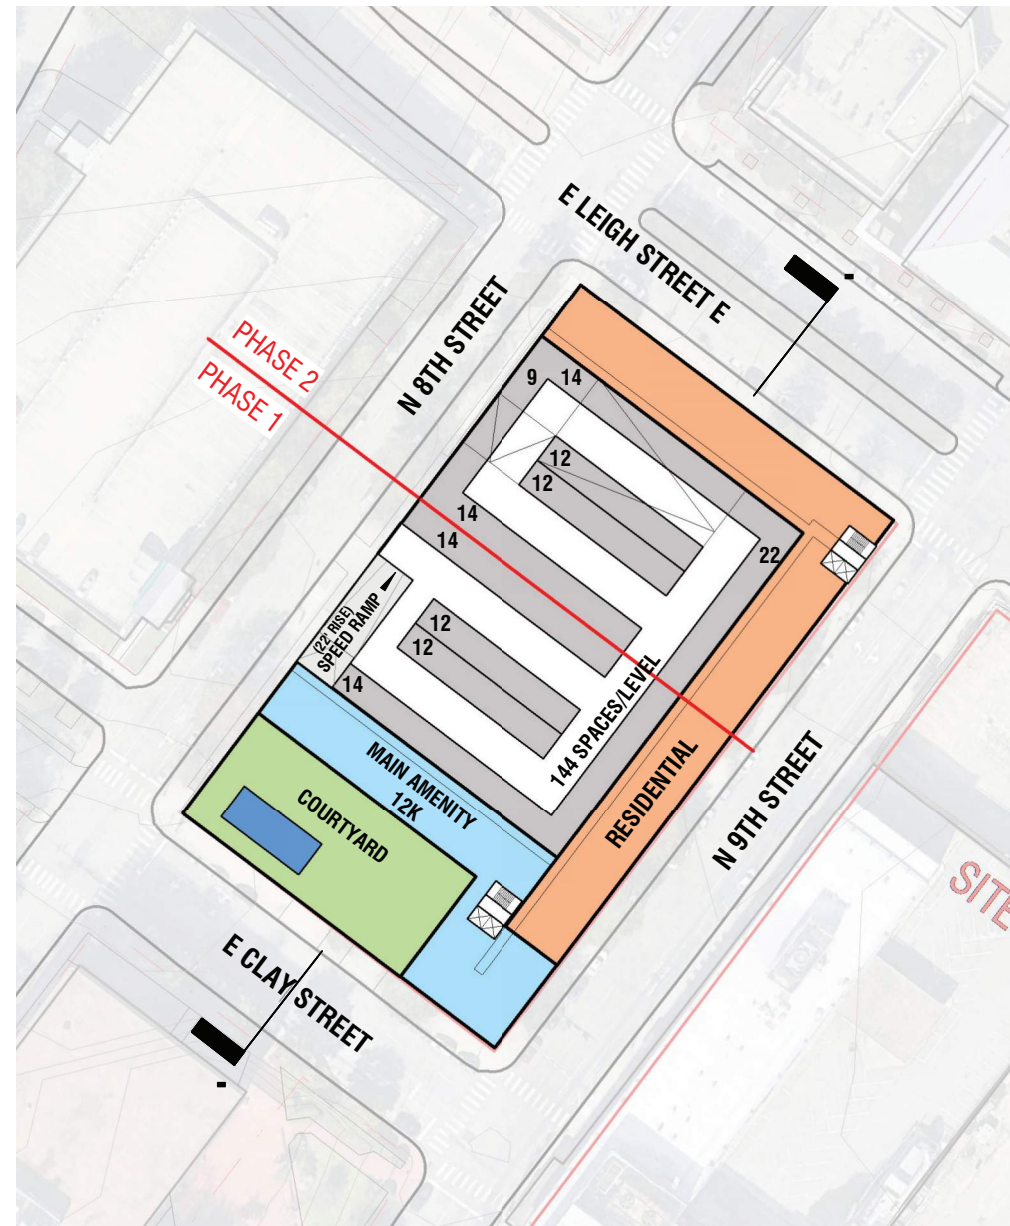 E LEIGH STREET E
N 8TH STREET
PHASE 2
PHASE 1
9
14
12
12
14
14
22
(22' RISE)
SPEED RAMP
12
12
14
144 SPACES/LEVEL
MAIN AMENITY
12K
COURTYARD
RESIDENTIAL
N 9TH STREET
SITE
E CLAY STREET